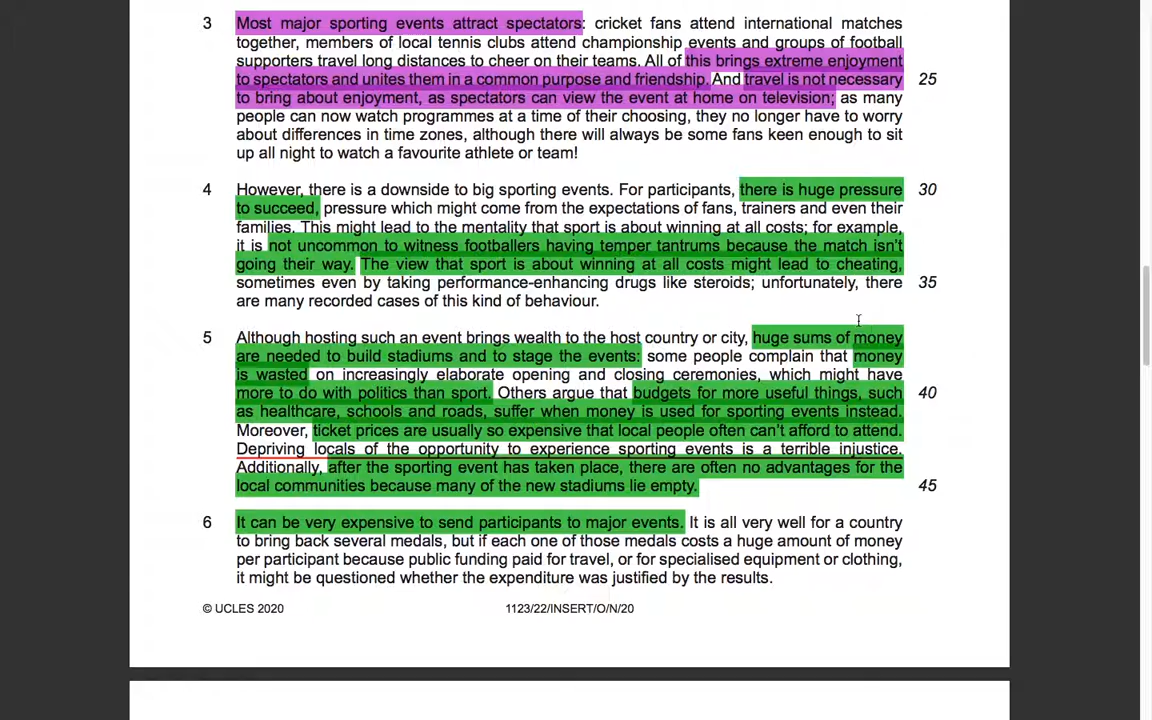 3 Most major sporting events attract spectators: cricket fans attend international matches
together, members of local tennis clubs attend championship events and groups of football
supporters travel long distances to cheer on their teams. All of this brings extreme enjoyment
to spectators and unites them in a common purpose and friendship. And travel is not necessary 25
to bring about enjoyment, as spectators can view the event at home on television; as many
people can now watch programmes at a time of their choosing, they no longer have to worry
about differences in time zones, although there will always be some fans keen enough to sit
up all night to watch a favourite athlete or team!
4 However, there is a downside to big sporting events. For participants, there is huge pressure 30
to succeed, pressure which might come from the expectations of fans, trainers and even their
families. This might lead to the mentality that sport is about winning at all costs; for example,
it is not uncommon to witness footballers having temper tantrums because the match isn't
going their way. The view that sport is about winning at all costs might lead to cheating,
sometimes even by taking performance-enhancing drugs like steroids; unfortunately, there 35
are many recorded cases of this kind of behaviour.
5 Although hosting such an event brings wealth to the host country or city, huge sums of money
are needed to build stadiums and to stage the events: some people complain that money
is wasted on increasingly elaborate opening and closing ceremonies, which might have
more to do with politics than sport. Others argue that budgets for more useful things, such 40
as healthcare, schools and roads, suffer when money is used for sporting events instead.
Moreover, ticket prices are usually so expensive that local people often can't afford to attend.
Depriving locals of the opportunity to experience sporting events is a terrible injustice.
Additionally, after the sporting event has taken place, there are often no advantages for the
local communities because many of the new stadiums lie empty. 45
6 It can be very expensive to send participants to major events. It is all very well for a country
to bring back several medals, but if each one of those medals costs a huge amount of money
per participant because public funding paid for travel, or for specialised equipment or clothing,
it might be questioned whether the expenditure was justified by the results.
© UCLES 2020 1123/22/INSERT/O/N/20